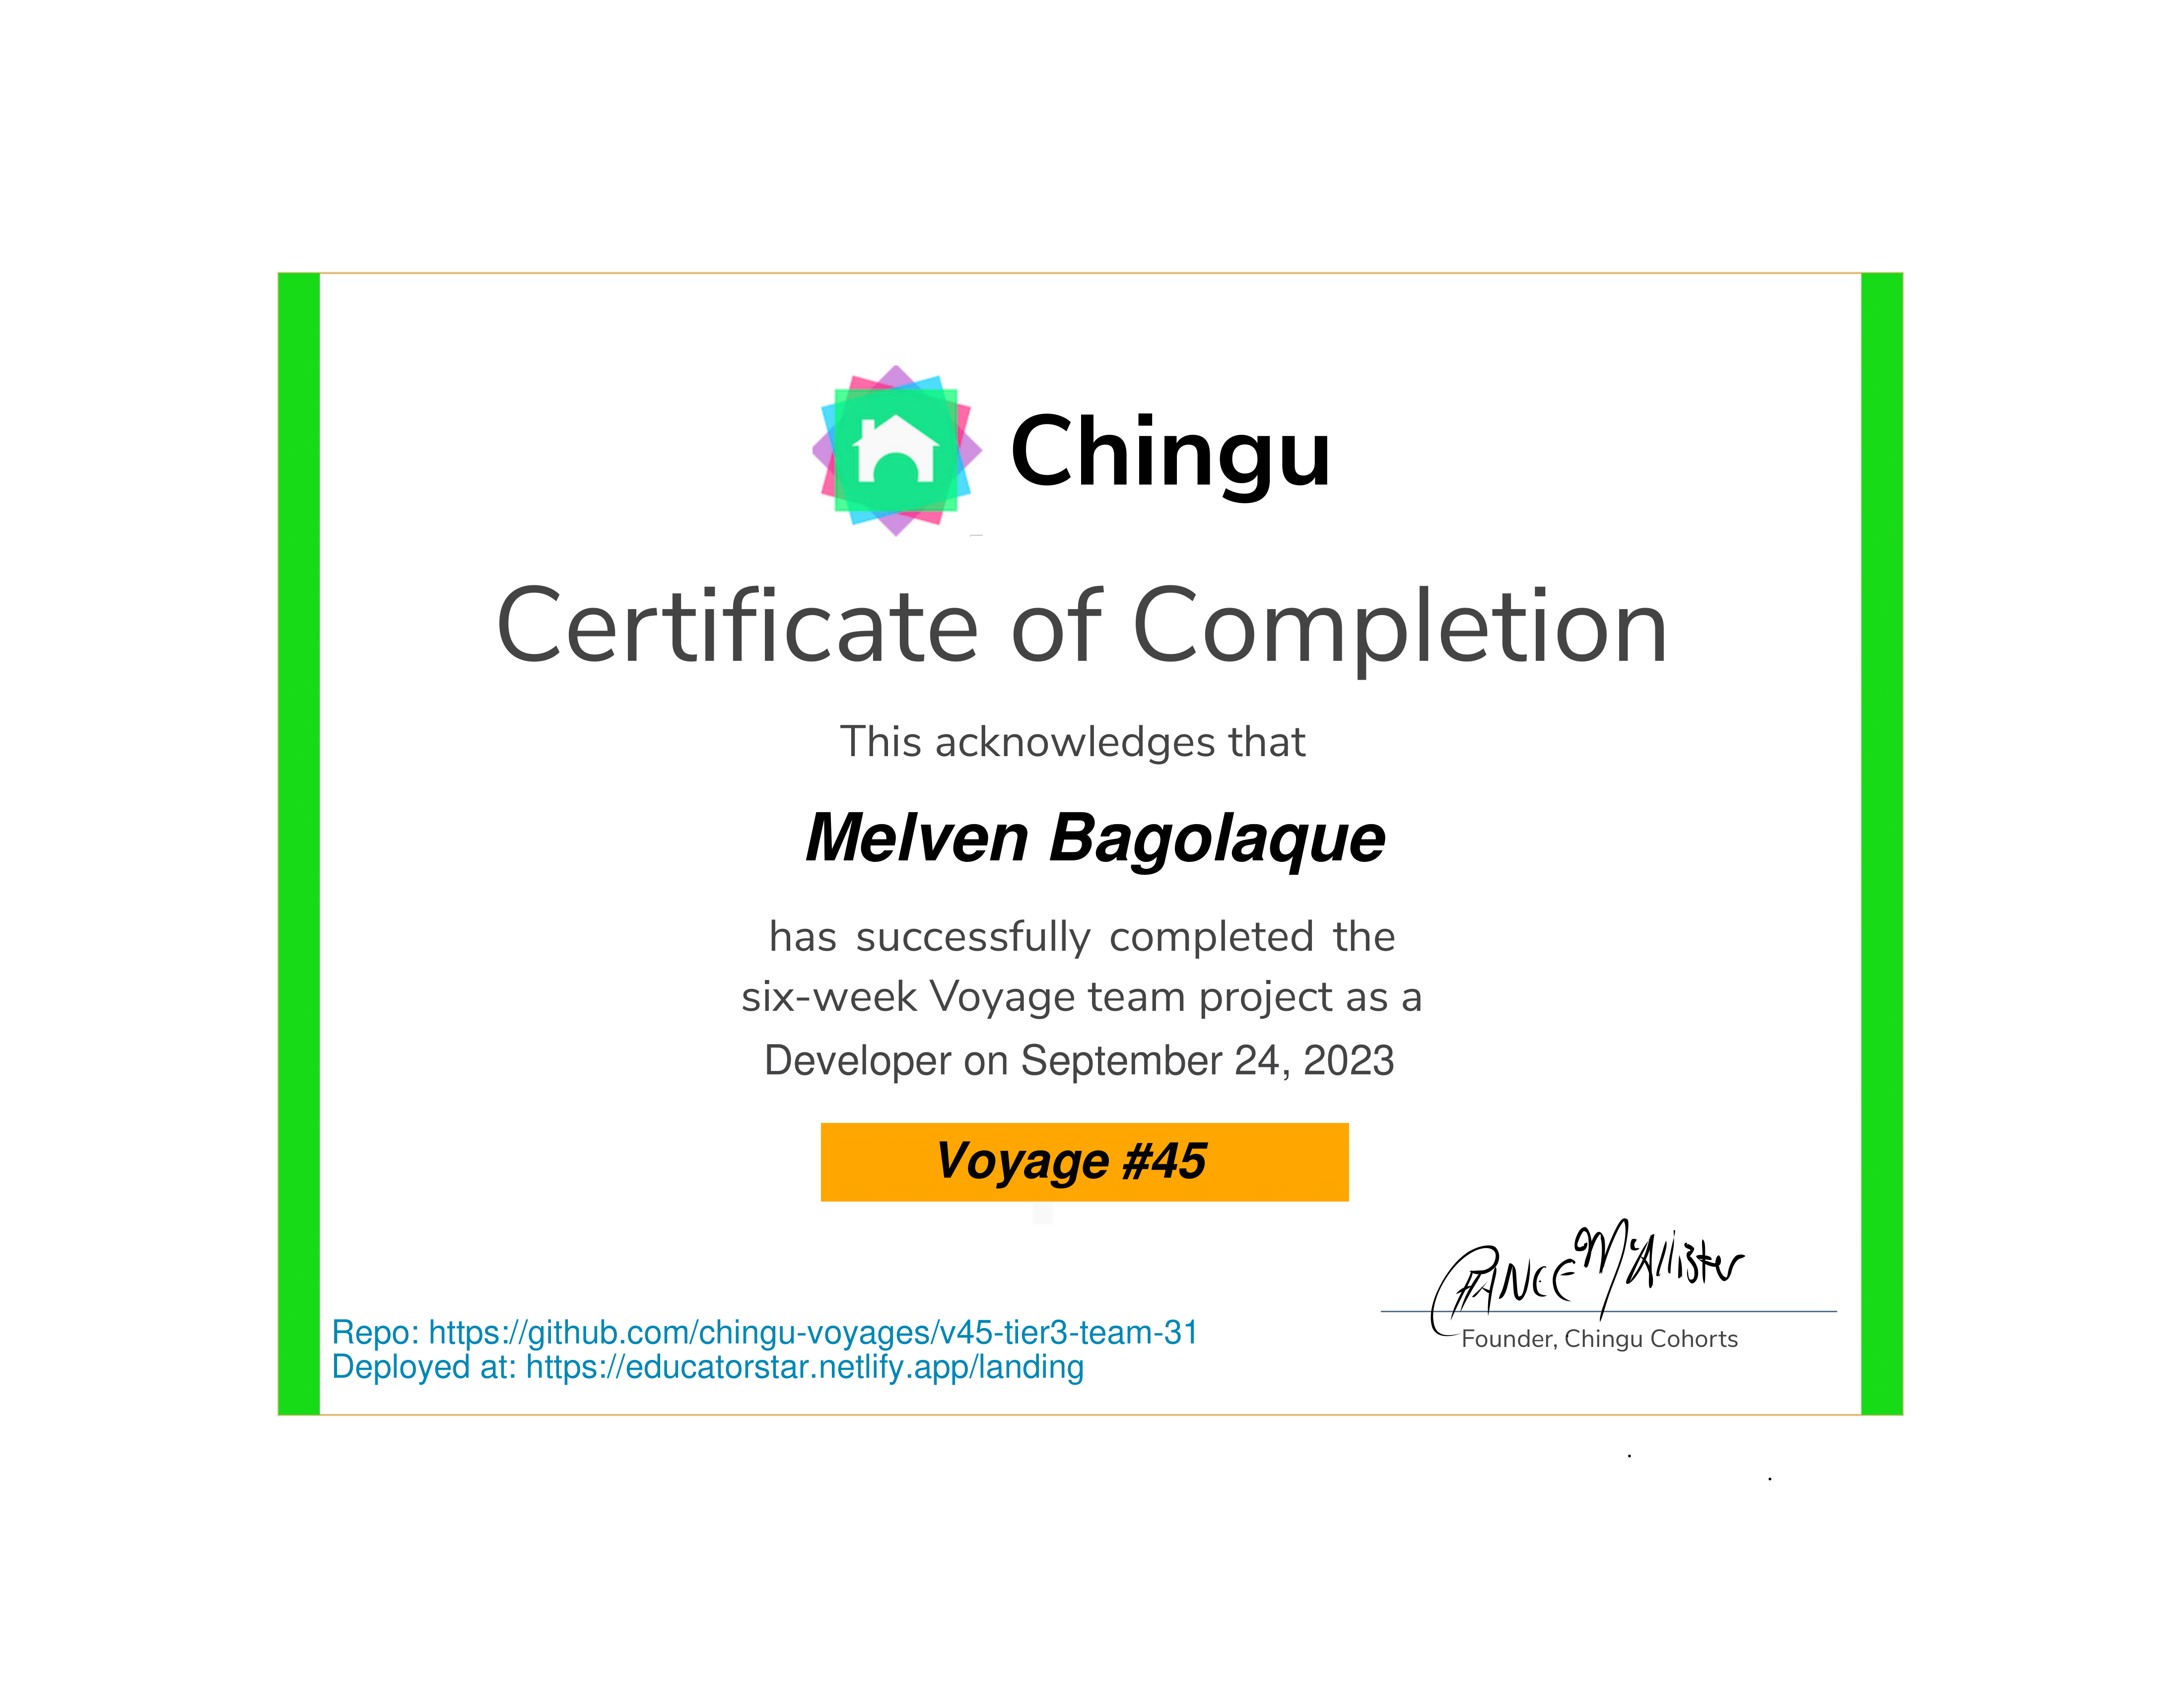 Chingu
Certificate of Completion
This acknowledges that
Melven Bagolaque
has successfully completed the
six-week Voyage team project as a
Developer on September 24, 2023
Voyage #45
CHANCE McAllister
Founder, Chingu Cohorts
Repo: https://github.com/chingu-voyages/v45-tier3-team-31
Deployed at: https://educatorstar.netlify.app/landing